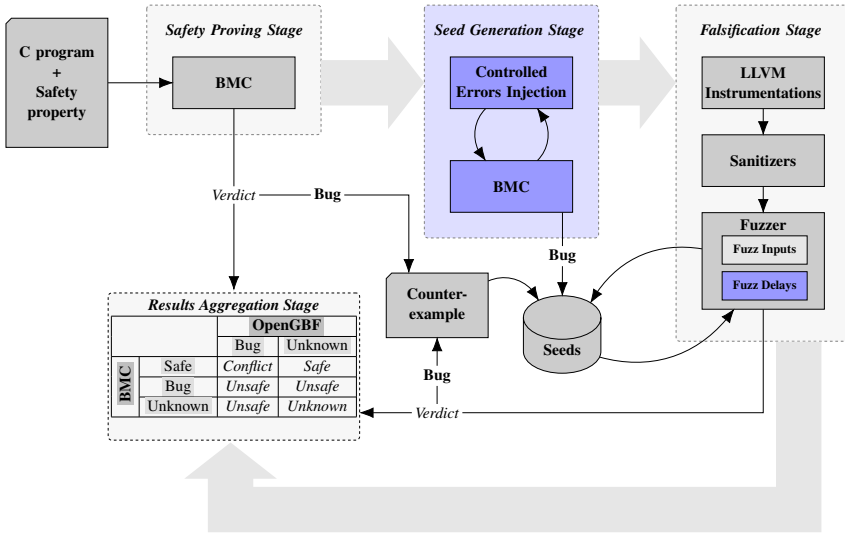 C program
+
Safety
property
Safety Proving Stage
BMC
Seed Generation Stage
Controlled
Errors Injection
BMC
Falsification Stage
LLVM
Instrumentations
Sanitizers
Fuzzer
Fuzz Inputs
Fuzz Delays
Verdict
Bug
Bug
Counter-
example
Seeds
Bug
Verdict
Results Aggregation Stage
OpenGBF
Bug Unknown
BMC
Safe Conflict Safe
Bug Unsafe Unsafe
Unknown Unsafe Unknown